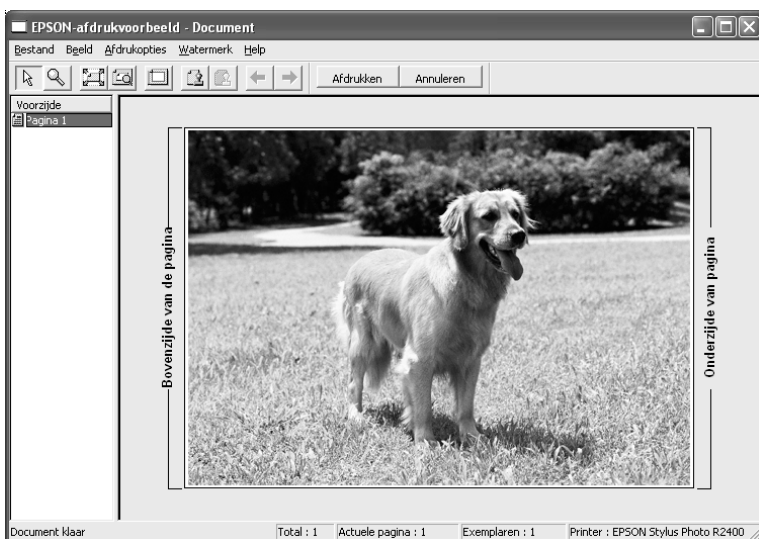 EPSON-afdrukvoorbeeld - Document
Bestand Beeld Afdrukopties Watermerk Help
Afdrukken Annuleren
Voorzijde
Pagina 1
Bovenzijde van de pagina
Onderzijde van pagina
Document klaar Total : 1 Actuele pagina : 1 Exemplaren : 1 Printer : EPSON Stylus Photo R2400